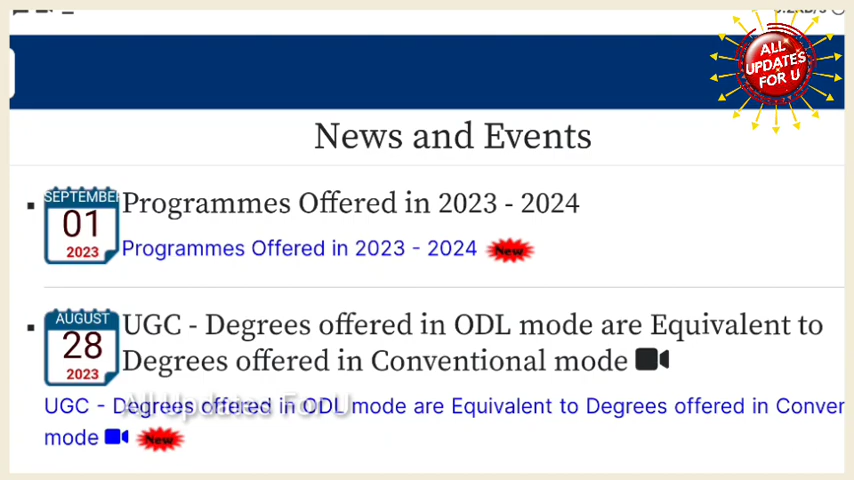 ALL
UPDATES
FOR U
News and Events
SEPTEMBER
01
2023
Programmes Offered in 2023 - 2024
Programmes Offered in 2023 - 2024 New
AUGUST
28
2023
UGC - Degrees offered in ODL mode are Equivalent to
Degrees offered in Conventional mode
UGC - Degrees offered in ODL mode are Equivalent to Degrees offered in Conver
mode New
All Updates For U